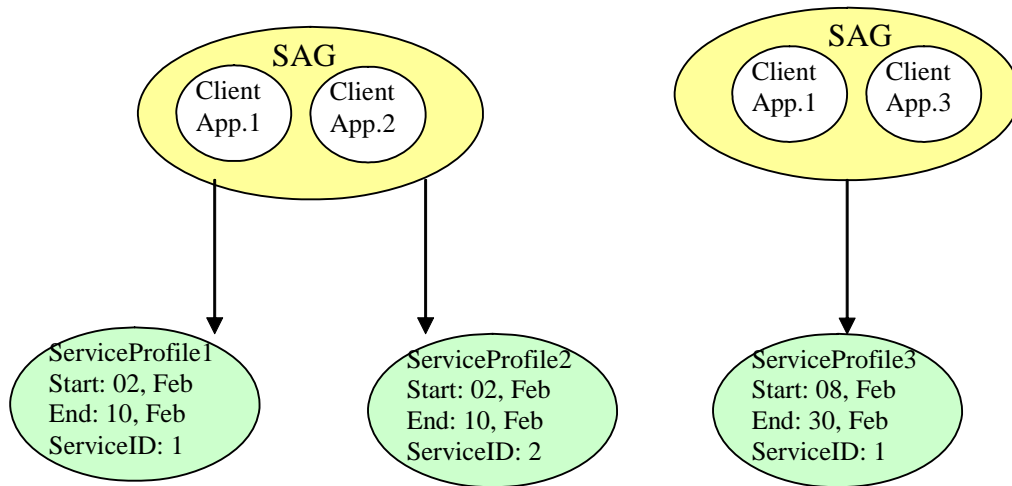 SAG
Client
App.1
Client
App.2
SAG
Client
App.1
Client
App.3
ServiceProfile1
Start: 02, Feb
End: 10, Feb
ServiceID: 1
ServiceProfile2
Start: 02, Feb
End: 10, Feb
ServiceID: 2
ServiceProfile3
Start: 08, Feb
End: 30, Feb
ServiceID: 1